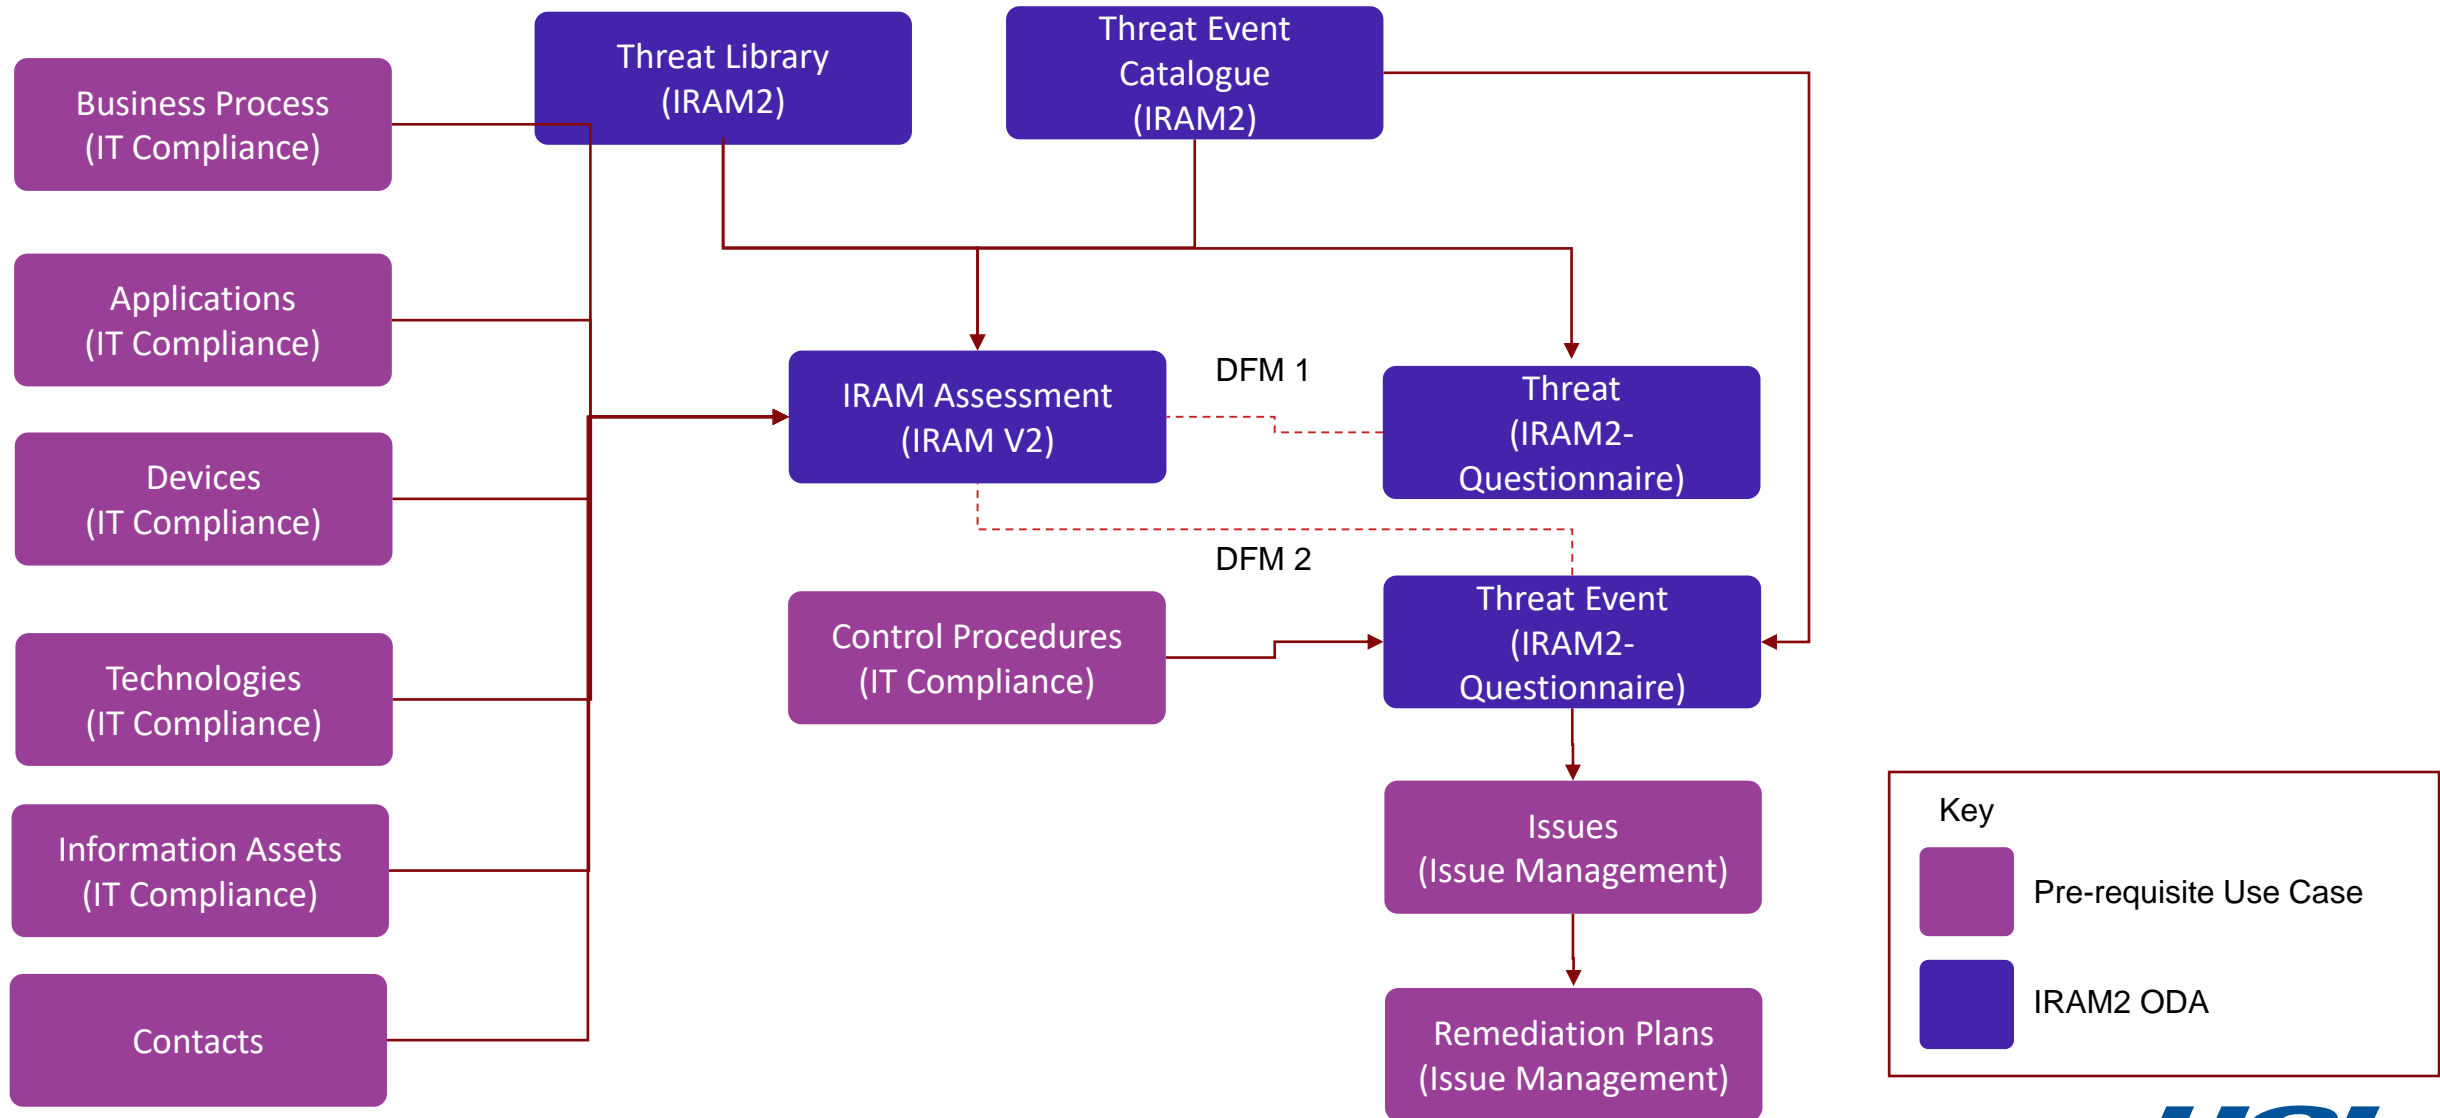 Business Process
(IT Compliance)
Threat Library
(IRAM2)
Threat Event
Catalogue
(IRAM2)
Applications
(IT Compliance)
Devices
(IT Compliance)
IRAM Assessment
(IRAM V2)
DFM 1
Threat
(IRAM2-
Questionnaire)
DFM 2
Technologies
(IT Compliance)
Control Procedures
(IT Compliance)
Threat Event
(IRAM2-
Questionnaire)
Information Assets
(IT Compliance)
Issues
(Issue Management)
Contacts
Remediation Plans
(Issue Management)
Key
Pre-requisite Use Case
IRAM2 ODA